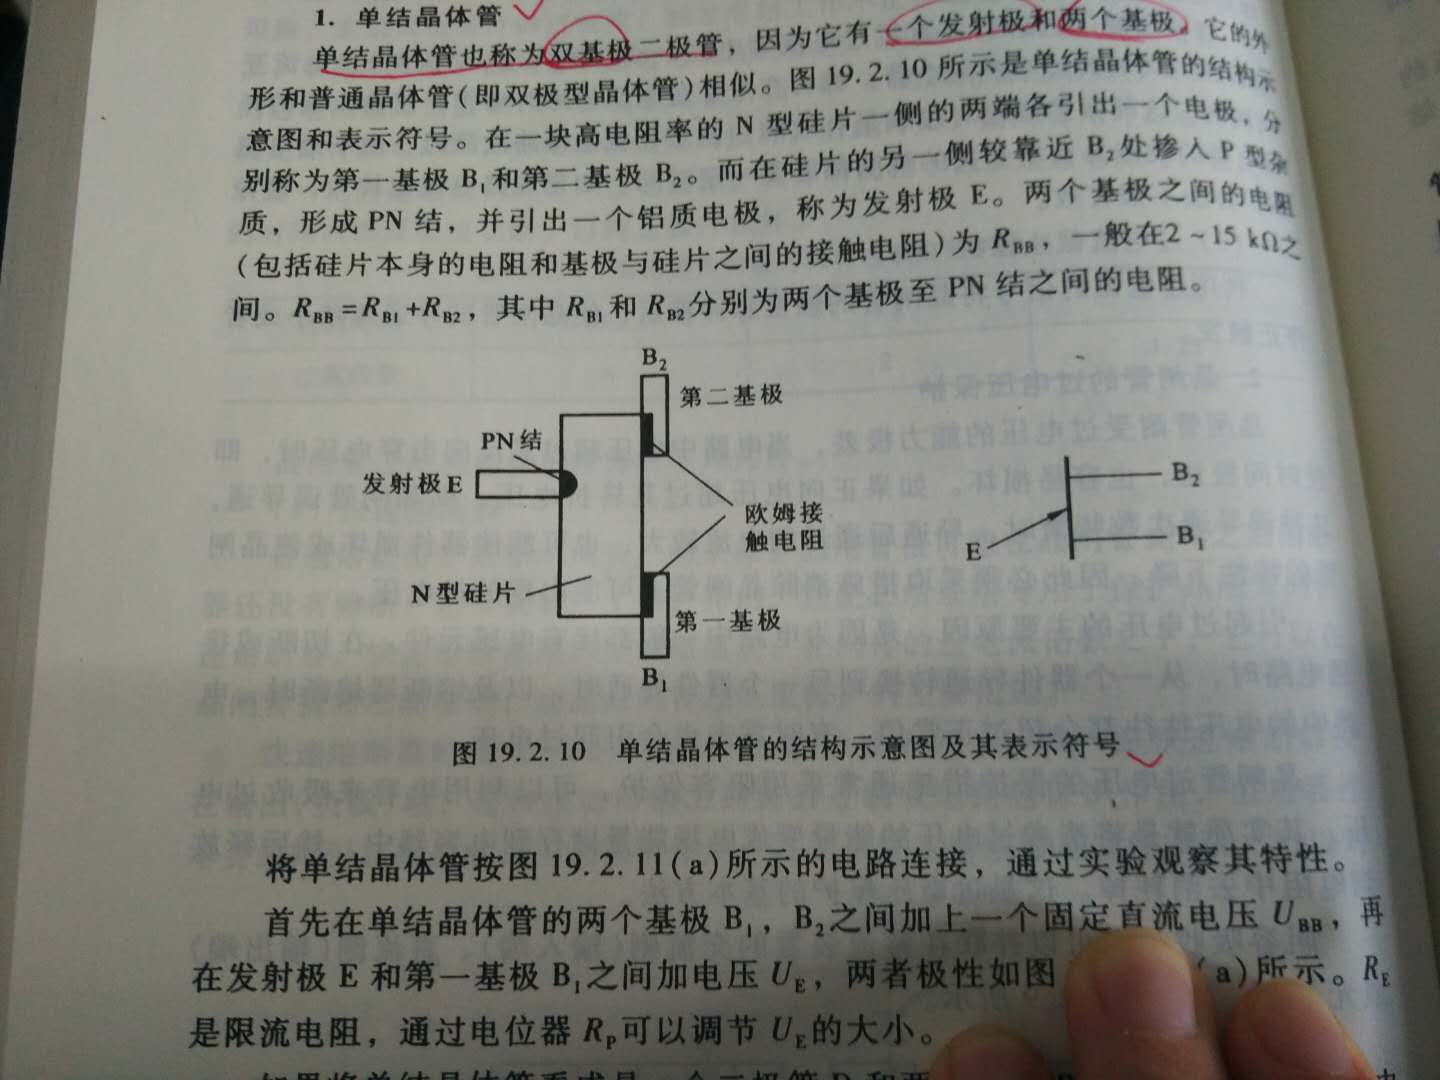 1. 单结晶体管
单结晶体管也称为双基极二极管，因为它有一个发射极和两个基极。它的外
形和普通晶体管(即双极型晶体管)相似。图 19.2.10 所示是单结晶体管的结构示
意图和表示符号。在一块高电阻率的 N 型硅片一侧的两端各引出一个电极，分
别称为第一基极 B₁和第二基极 B₂。而在硅片的另一侧较靠近 B₂处掺入 P 型杂
质，形成 PN 结，并引出一个铝质电极，称为发射极 E。两个基极之间的电阻
(包括硅片本身的电阻和基极与硅片之间的接触电阻)为 R_BB，一般在2～15 kΩ之
间。R_BB =R_B1 +R_B2，其中 R_B1 和 R_B2分别为两个基极至 PN 结之间的电阻。
B₂
第二基极
PN 结
发射极 E
欧姆接
触电阻
N 型硅片
第一基极
B₁
B₂
E
B₁
图 19.2.10 单结晶体管的结构示意图及其表示符号
将单结晶体管按图 19.2.11(a)所示的电路连接，通过实验观察其特性。
首先在单结晶体管的两个基极 B₁，B₂之间加上一个固定直流电压 U_BB，再
在发射极 E 和第一基极 B₁之间加电压 U_E，两者极性如图 (a)所示。R_E
是限流电阻，通过电位器 R_P可以调节 U_E的大小。